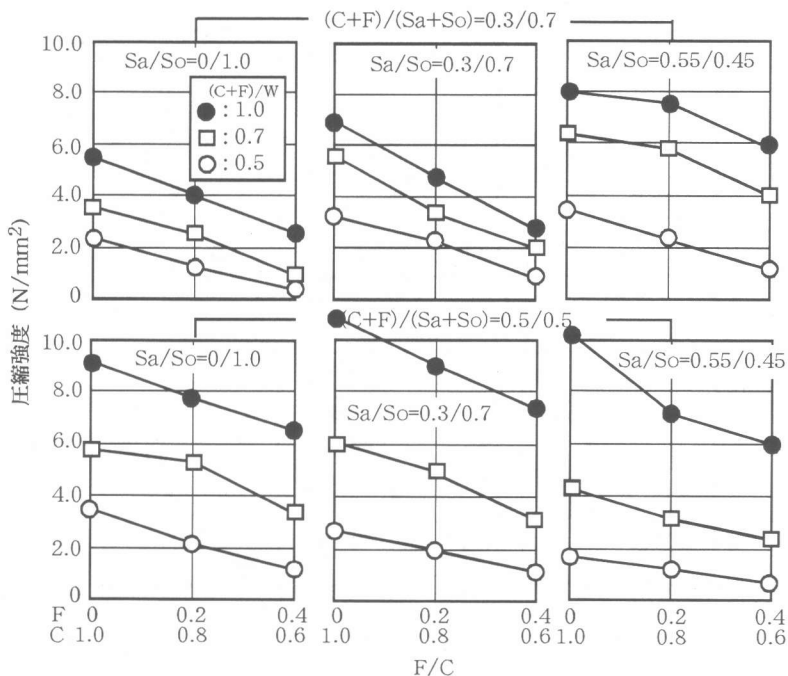 (C+F)/(Sa+So)=0.3/0.7
10.0
8.0
6.0
4.0
2.0
0
Sa/So=0/1.0
(C+F)/W
●: 1.0
□: 0.7
○: 0.5
Sa/So=0.3/0.7
Sa/So=0.55/0.45
圧縮強度 (N/mm²)
(C+F)/(Sa+So)=0.5/0.5
10.0
8.0
6.0
4.0
2.0
0
Sa/So=0/1.0
Sa/So=0.3/0.7
Sa/So=0.55/0.45
F 0 0.2 0.4 0 0.2 0.4 0 0.2 0.4
C 1.0 0.8 0.6 1.0 0.8 0.6 1.0 0.8 0.6
F/C